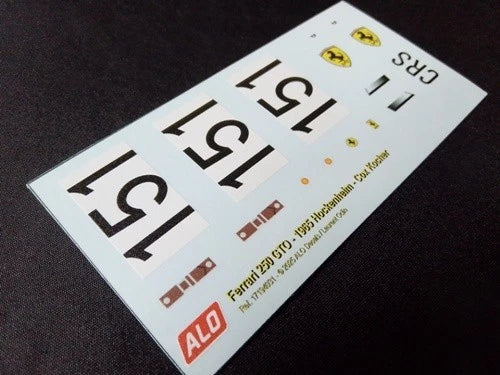 151
151
151
CRS
Ferrari 250 GTO - 1965 Hockenheim - Cox Kocher
ALO